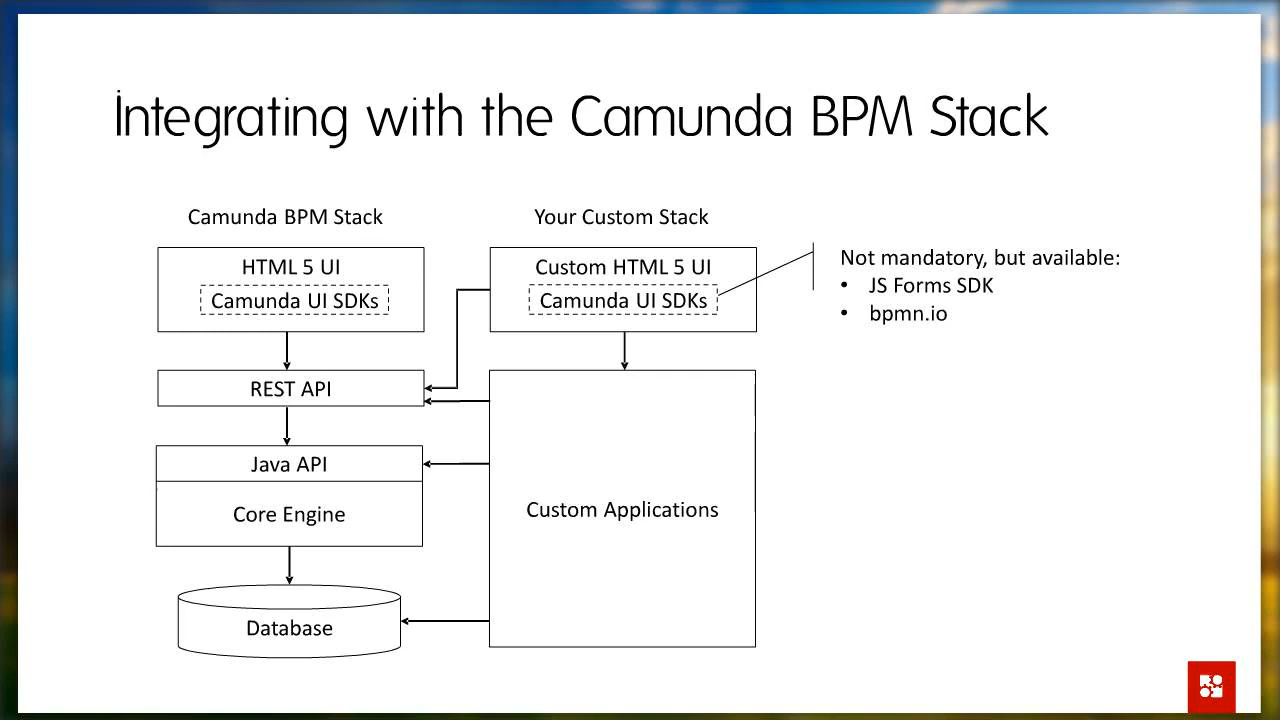 Integrating with the Camunda BPM Stack
Camunda BPM Stack
Your Custom Stack
HTML 5 UI
Camunda UI SDKs
Custom HTML 5 UI
Camunda UI SDKs
Not mandatory, but available:
• JS Forms SDK
• bpmn.io
REST API
Java API
Core Engine
Custom Applications
Database